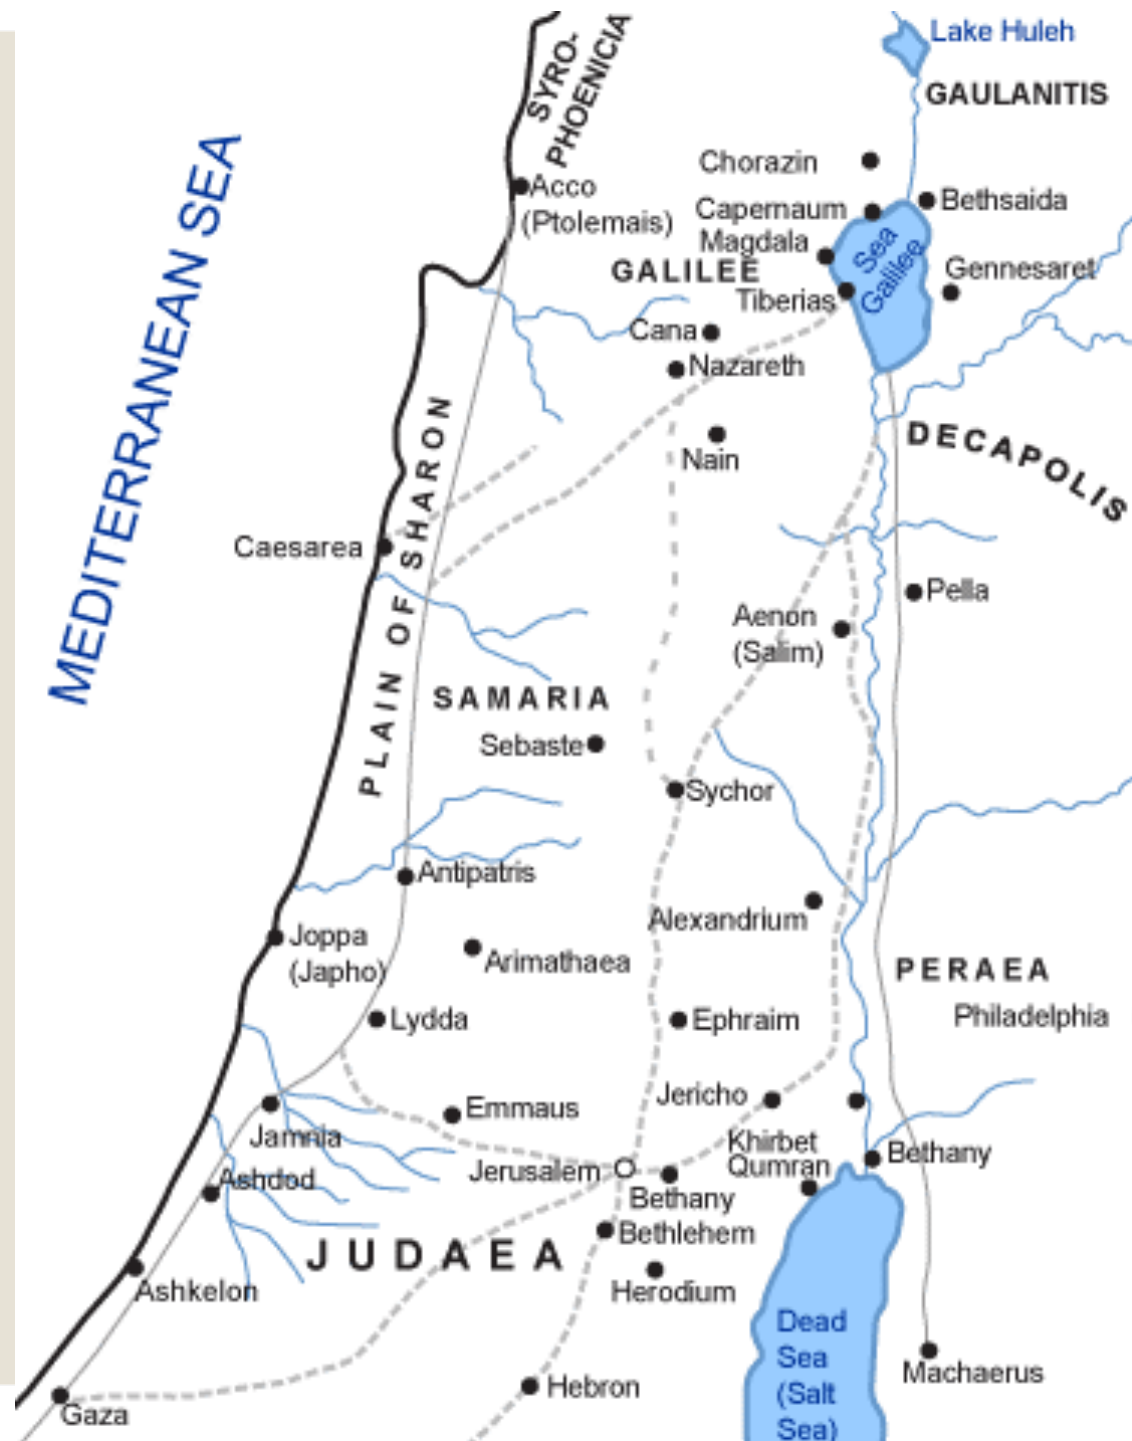 Lake Huleh
SYRO-
PHOENICIA
GAULANITIS
MEDITERRANEAN SEA
Chorazin
Acco
(Ptolemais)
Bethsaida
Capernaum
Magdala
Sea
Galilee
GALILEE
Gennesaret
Tiberias
Cana
Nazareth
DECAPOLIS
Nain
PLAIN OF SHARON
Caesarea
Pella
Aenon
(Salim)
SAMARIA
Sebaste
Sychor
Antipatris
Alexandrium
Joppa
(Japho)
Arimathaea
PERAEA
Lydda
Ephraim
Philadelphia
Jericho
Emmaus
Jamnia
Khirbet
Qumran
Bethany
Jerusalem
Ashdod
Bethany
Bethlehem
JUDAEA
Ashkelon
Herodium
Dead
Sea
(Salt
Sea)
Machaerus
Hebron
Gaza